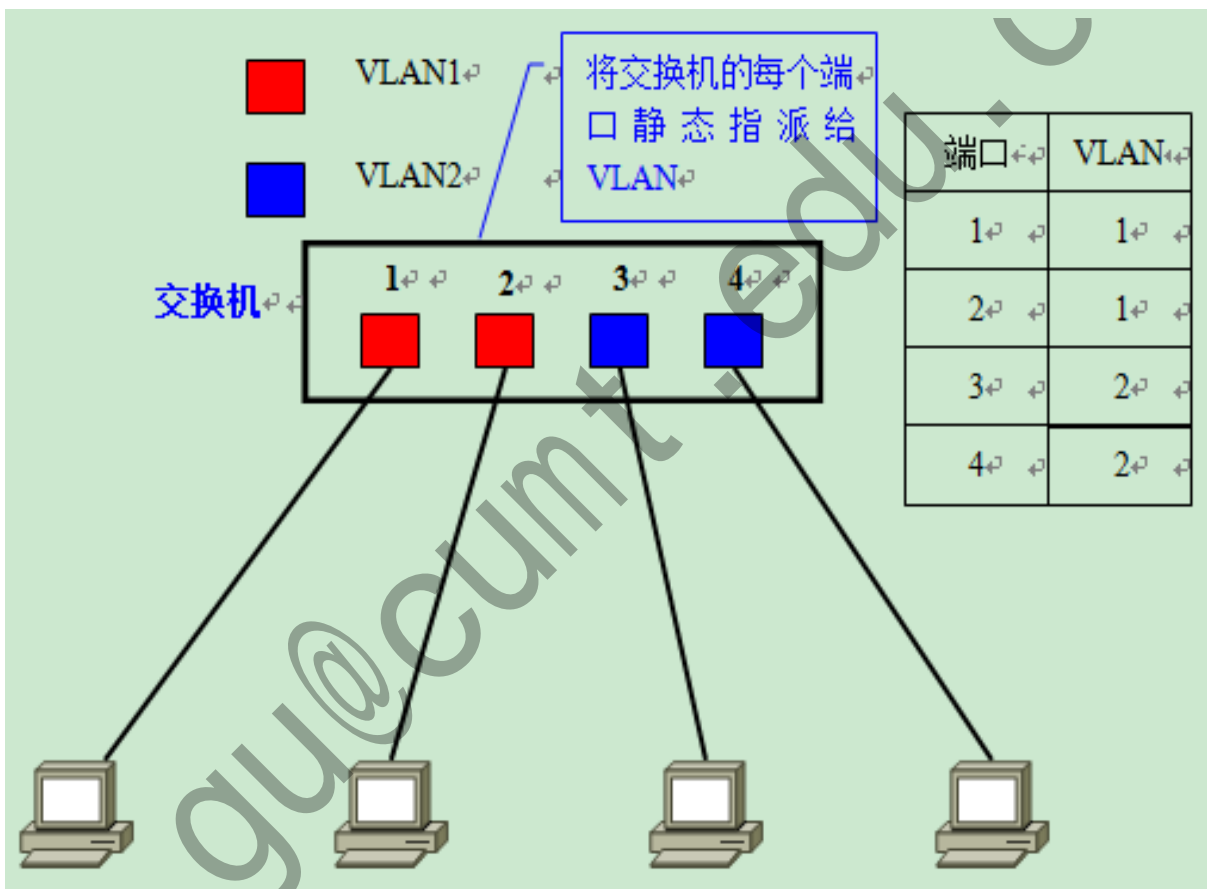 VLAN1
VLAN2
将交换机的每个端
口静态指派给
VLAN
交换机
1 2 3 4
端口 VLAN
1 1
2 1
3 2
4 2
gu@cumt.edu.c